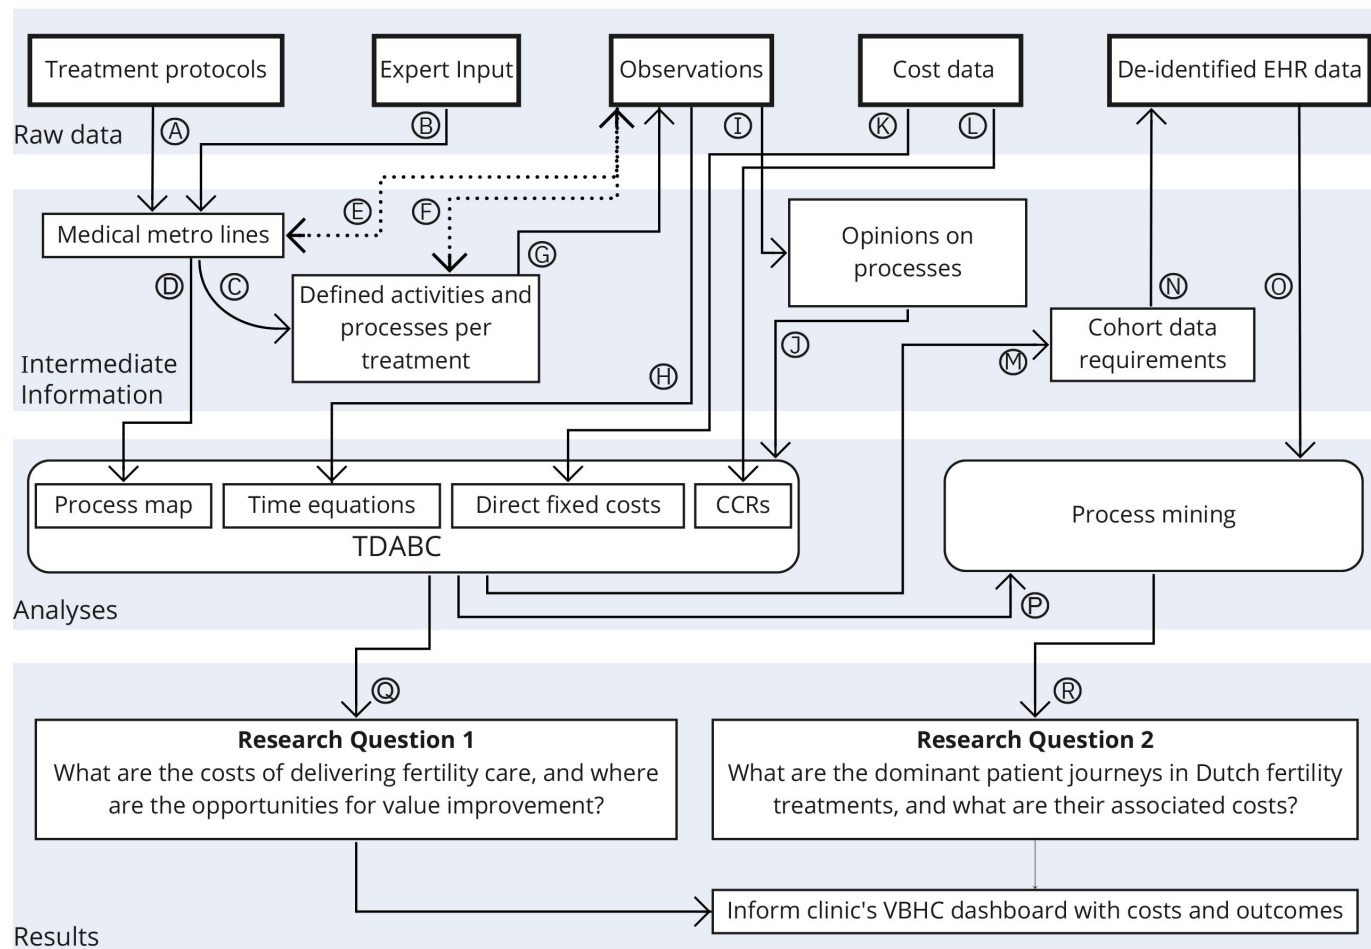 Treatment protocols
Expert Input
Observations
Cost data
De-identified EHR data
Raw data
Ⓐ
Ⓑ
Ⓘ
Ⓚ
Ⓛ
Ⓔ
Ⓕ
Medical metro lines
Ⓖ
Opinions on
processes
Ⓓ
Ⓒ
Ⓝ
Ⓞ
Defined activities and
processes per
treatment
Cohort data
requirements
Ⓙ
Ⓜ
Ⓗ
Intermediate
Information
Process map
Time equations
Direct fixed costs
CCRs
TDABC
Process mining
Analyses
Ⓟ
Ⓠ
Ⓡ
Research Question 1
What are the costs of delivering fertility care, and where
are the opportunities for value improvement?
Research Question 2
What are the dominant patient journeys in Dutch fertility
treatments, and what are their associated costs?
Inform clinic's VBHC dashboard with costs and outcomes
Results